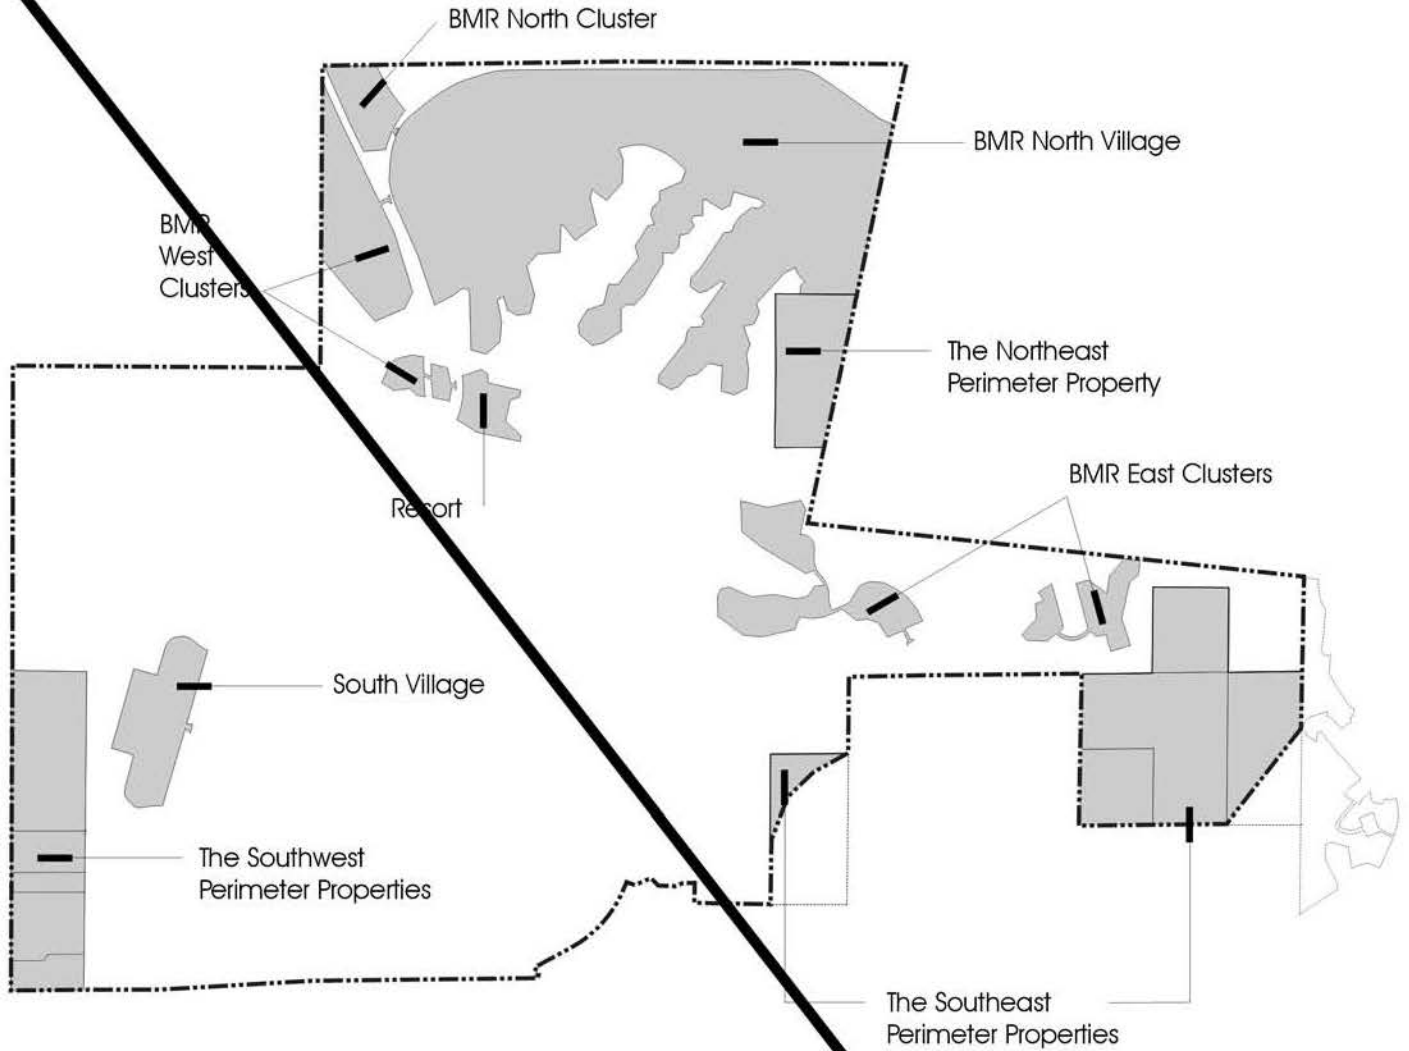 BMR North Cluster
BMR North Village
BMR
West
Clusters
The Northeast
Perimeter Property
BMR East Clusters
Resort
South Village
The Southwest
Perimeter Properties
The Southeast
Perimeter Properties